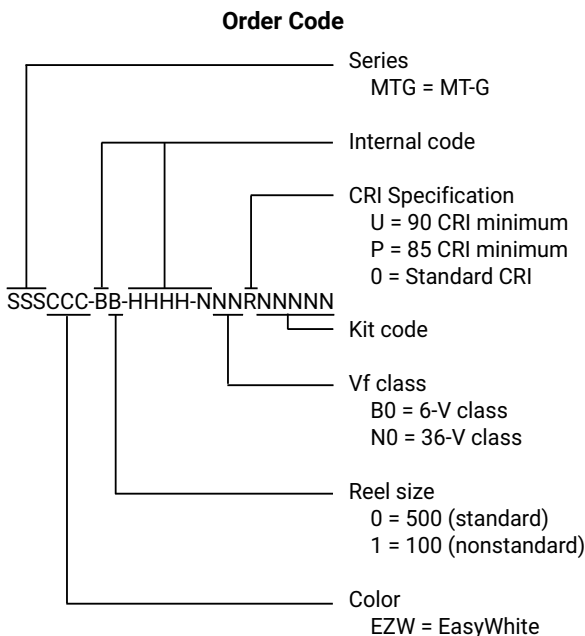 Order Code
Series
MTG = MT-G
Internal code
CRI Specification
U = 90 CRI minimum
P = 85 CRI minimum
0 = Standard CRI
SSSCCC-BB-HHHH-NNNRNNNNN
Kit code
Vf class
B0 = 6-V class
N0 = 36-V class
Reel size
0 = 500 (standard)
1 = 100 (nonstandard)
Color
EZW = EasyWhite